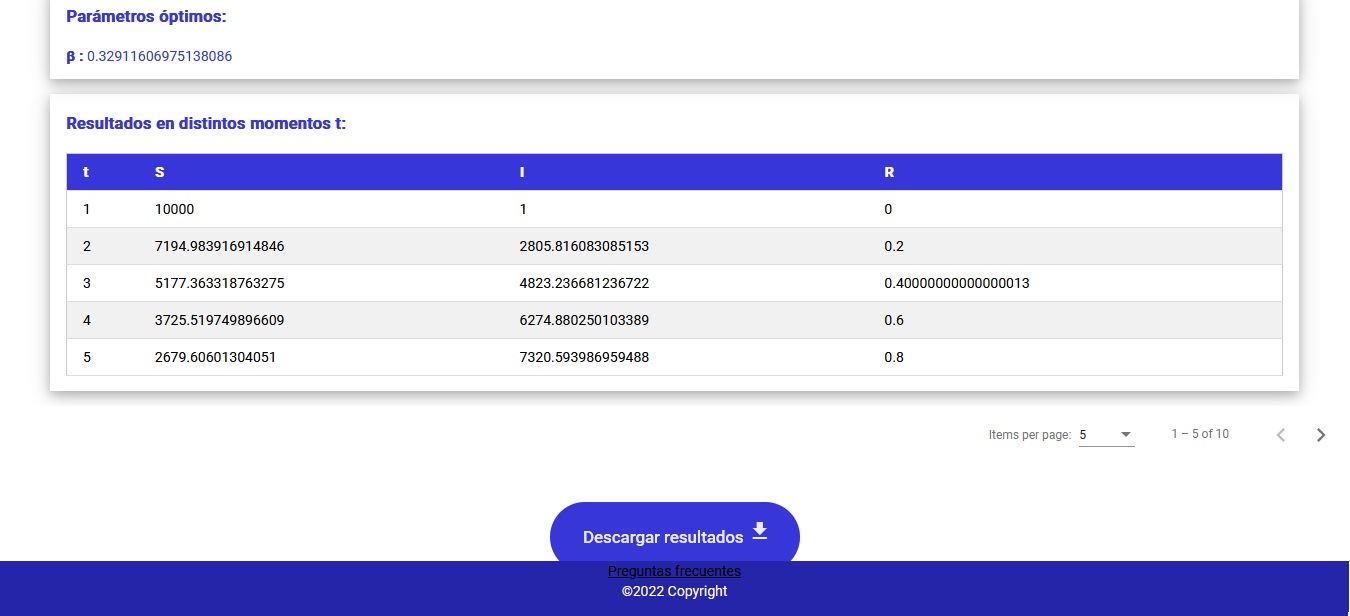 Parámetros óptimos:
β : 0.32911606975138086
Resultados en distintos momentos t:
t S I R
1 10000 1 0
2 7194.983916914846 2805.816083085153 0.2
3 5177.363318763275 4823.236681236722 0.40000000000000013
4 3725.519749896609 6274.880250103389 0.6
5 2679.60601304051 7320.593986959488 0.8
Items per page: 5 1 – 5 of 10
Descargar resultados
Preguntas frecuentes
©2022 Copyright